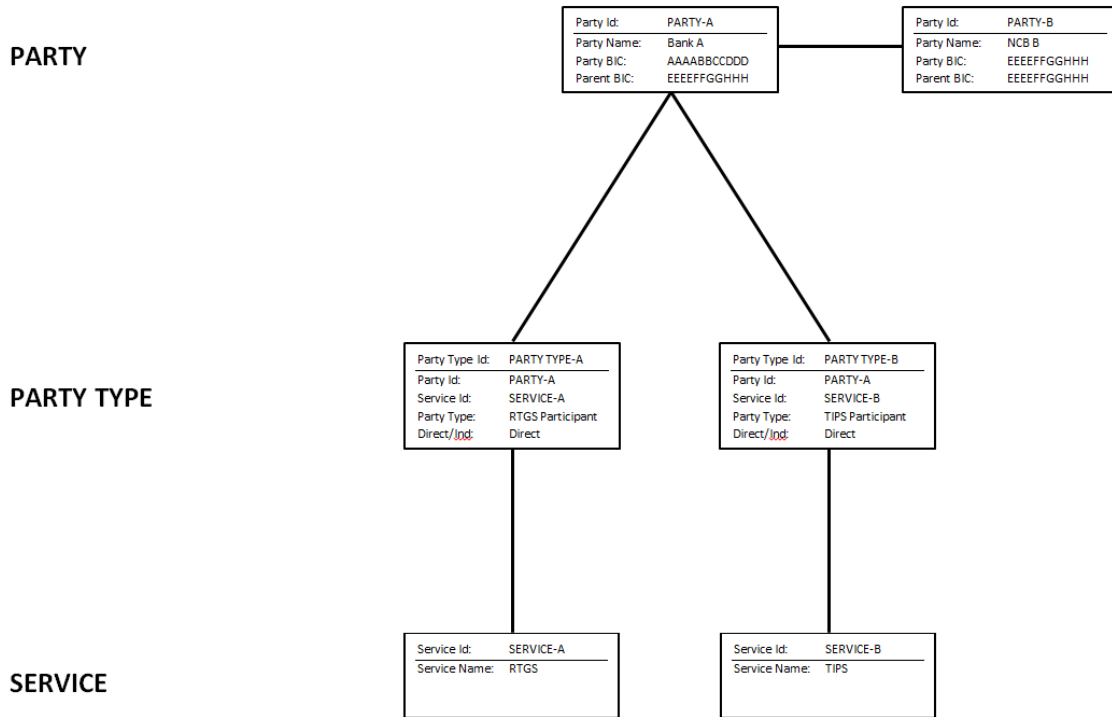 PARTY
Party Id: PARTY-A
Party Name: Bank A
Party BIC: AAAABBCCDDD
Parent BIC: EEEEFFGGHHH
Party Id: PARTY-B
Party Name: NCB B
Party BIC: EEEEFFGGHHH
Parent BIC: EEEEFFGGHHH
PARTY TYPE
Party Type Id: PARTY TYPE-A
Party Id: PARTY-A
Service Id: SERVICE-A
Party Type: RTGS Participant
Direct/Ind: Direct
Party Type Id: PARTY TYPE-B
Party Id: PARTY-A
Service Id: SERVICE-B
Party Type: TIPS Participant
Direct/Ind: Direct
SERVICE
Service Id: SERVICE-A
Service Name: RTGS
Service Id: SERVICE-B
Service Name: TIPS